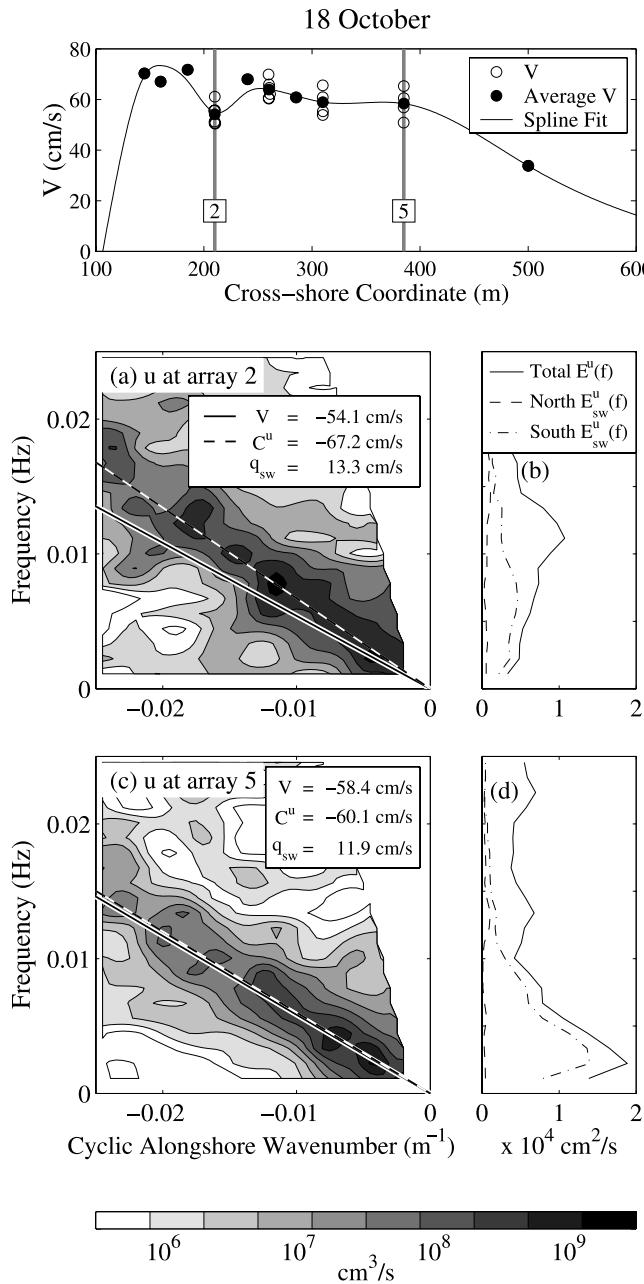 18 October
80
60
40
20
0
V (cm/s)
V
Average V
Spline Fit
2
5
100 200 300 400 500 600
Cross−shore Coordinate (m)
(a) u at array 2
V = −54.1 cm/s
C^u = −67.2 cm/s
q_sw = 13.3 cm/s
0.02
0.01
0
Frequency (Hz)
−0.02 −0.01 0
Total E^u(f)
North E^u_sw(f)
South E^u_sw(f)
(b)
0 1 2
(c) u at array 5
V = −58.4 cm/s
C^u = −60.1 cm/s
q_sw = 11.9 cm/s
0.02
0.01
0
Frequency (Hz)
−0.02 −0.01 0
Cyclic Alongshore Wavenumber (m^−1)
(d)
0 1 2
x 10^4 cm^2/s
10^6 10^7 10^8 10^9
cm^3/s